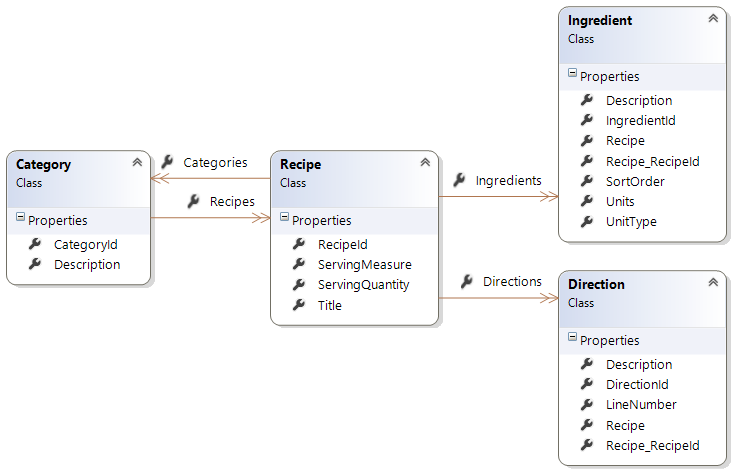 Category
Class
Properties
CategoryId
Description
Categories
Recipes
Recipe
Class
Properties
RecipeId
ServingMeasure
ServingQuantity
Title
Ingredients
Directions
Ingredient
Class
Properties
Description
IngredientId
Recipe
Recipe_RecipeId
SortOrder
Units
UnitType
Direction
Class
Properties
Description
DirectionId
LineNumber
Recipe
Recipe_RecipeId